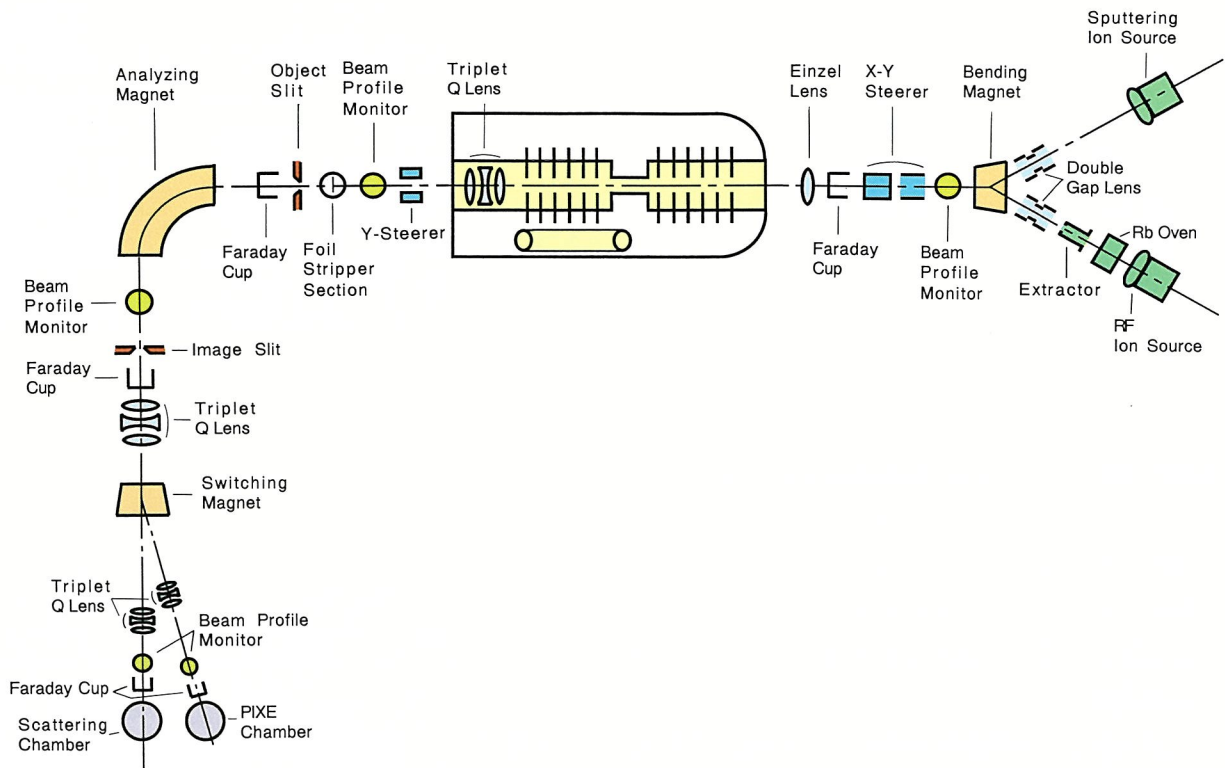 Sputtering
Ion Source
Analyzing
Magnet
Object
Slit
Beam
Profile
Monitor
Triplet
Q Lens
Einzel
Lens
X-Y
Steerer
Bending
Magnet
Double
Gap Lens
Faraday
Cup
Foil
Stripper
Section
Y-Steerer
Faraday
Cup
Beam
Profile
Monitor
Extractor
Rb Oven
RF
Ion Source
Beam
Profile
Monitor
Image Slit
Faraday
Cup
Triplet
Q Lens
Switching
Magnet
Triplet
Q Lens
Beam Profile
Monitor
Faraday Cup
Scattering
Chamber
PIXE
Chamber